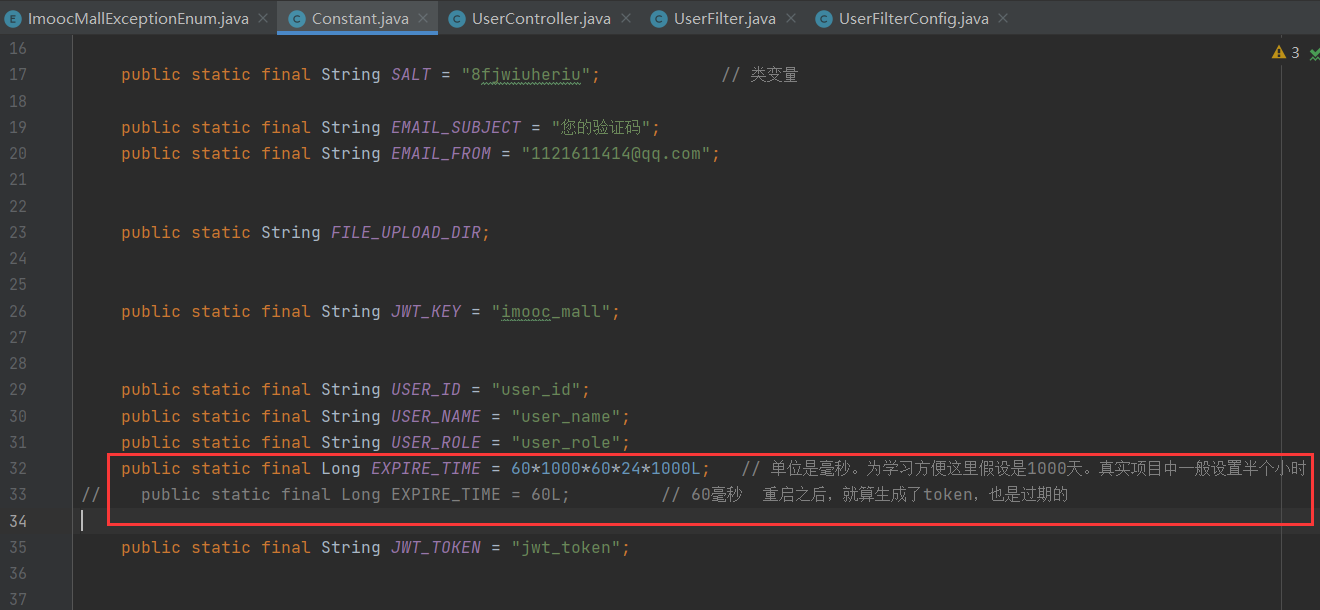 ImoocMallExceptionEnum.java Constant.java UserController.java UserFilter.java UserFilterConfig.java
3
16
17 public static final String SALT = "8fjwiuheriu"; // 类变量
18
19 public static final String EMAIL_SUBJECT = "您的验证码";
20 public static final String EMAIL_FROM = "1121611414@qq.com";
21
22
23 public static String FILE_UPLOAD_DIR;
24
25
26 public static final String JWT_KEY = "imooc_mall";
27
28
29 public static final String USER_ID = "user_id";
30 public static final String USER_NAME = "user_name";
31 public static final String USER_ROLE = "user_role";
32 public static final Long EXPIRE_TIME = 60*1000*60*24*1000L; // 单位是毫秒。为学习方便这里假设是1000天。真实项目中一般设置半个小时
33 // public static final Long EXPIRE_TIME = 60L; // 60毫秒 重启之后，就算生成了token，也是过期的
34
35 public static final String JWT_TOKEN = "jwt_token";
36
37